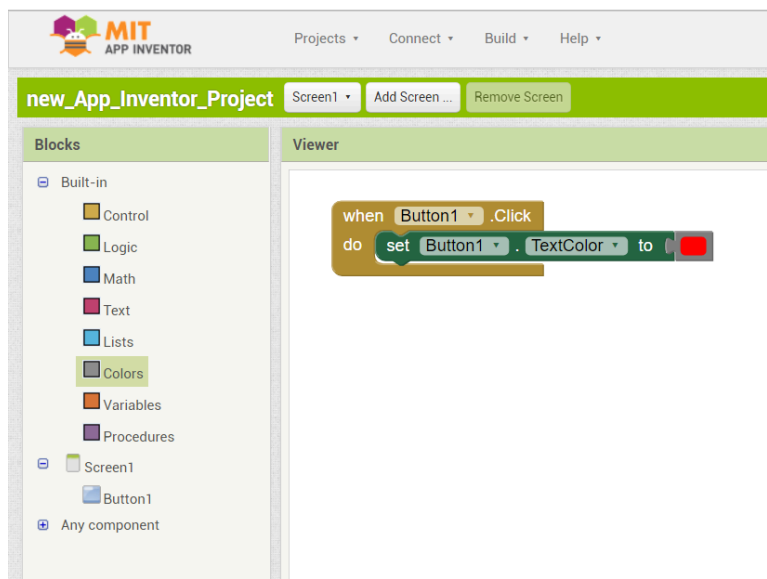 MIT
APP INVENTOR
Projects Connect Build Help
new_App_Inventor_Project Screen1 Add Screen ... Remove Screen
Blocks
Viewer
Built-in
Control
Logic
Math
Text
Lists
Colors
Variables
Procedures
Screen1
Button1
Any component
when Button1 .Click
do set Button1 . TextColor to